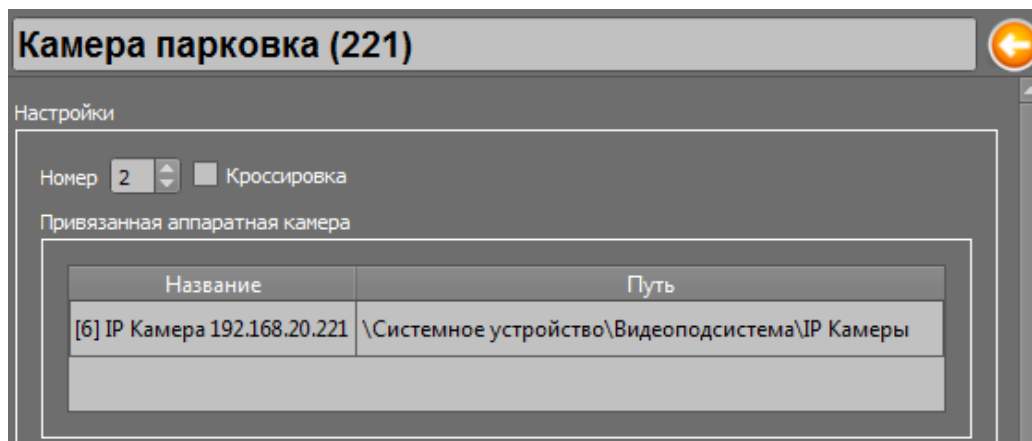 Камера парковка (221)
Настройки
Номер 2 Кроссировка
Привязанная аппаратная камера
Название Путь
[6] IP Камера 192.168.20.221 \Системное устройство\Видеоподсистема\IP Камеры